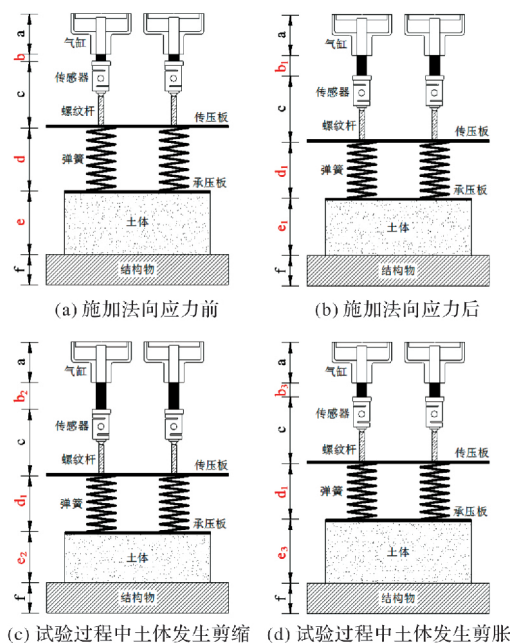 a
气缸
b
传感器
c
螺纹杆
传压板
d
弹簧
承压板
e
土体
f
结构物
(a) 施加法向应力前
a
气缸
b₁
传感器
c
螺纹杆
传压板
d₁
弹簧
承压板
e₁
土体
f
结构物
(b) 施加法向应力后
a
气缸
b₂
传感器
c
螺纹杆
传压板
d₁
弹簧
承压板
e₂
土体
f
结构物
(c) 试验过程中土体发生剪缩
a
气缸
b₃
传感器
c
螺纹杆
传压板
d₁
弹簧
承压板
e₃
土体
f
结构物
(d) 试验过程中土体发生剪胀